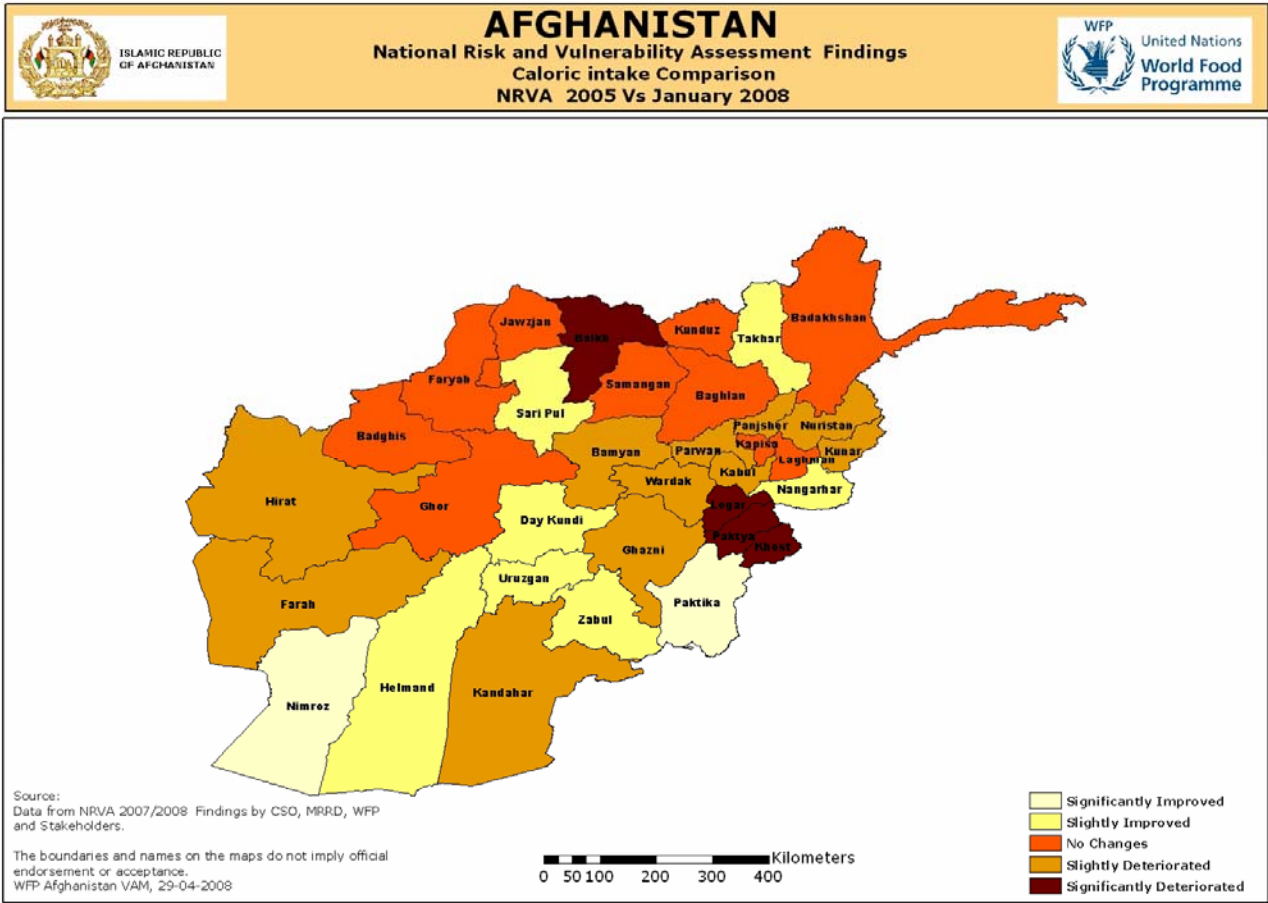 ISLAMIC REPUBLIC
OF AFGHANISTAN
AFGHANISTAN
National Risk and Vulnerability Assessment Findings
Caloric intake Comparison
NRVA 2005 Vs January 2008
WFP
United Nations
World Food
Programme
Badakhshan
Jawzjan
Balkh
Kunduz
Takhar
Faryab
Samangan
Baghlan
Sari Pul
Badghis
Panjsher
Nuristan
Kapisa
Bamyan
Parwan
Kunar
Laghman
Kabul
Wardak
Nangarhar
Hirat
Ghor
Logar
Day Kundi
Paktya
Khost
Ghazni
Uruzgan
Farah
Paktika
Zabul
Helmand
Kandahar
Nimroz
Source:
Data from NRVA 2007/2008 Findings by CSO, MRRD, WFP
and Stakeholders.
The boundaries and names on the maps do not imply official
endorsement or acceptance.
WFP Afghanistan VAM, 29-04-2008
Kilometers
0 50 100 200 300 400
Significantly Improved
Slightly Improved
No Changes
Slightly Deteriorated
Significantly Deteriorated